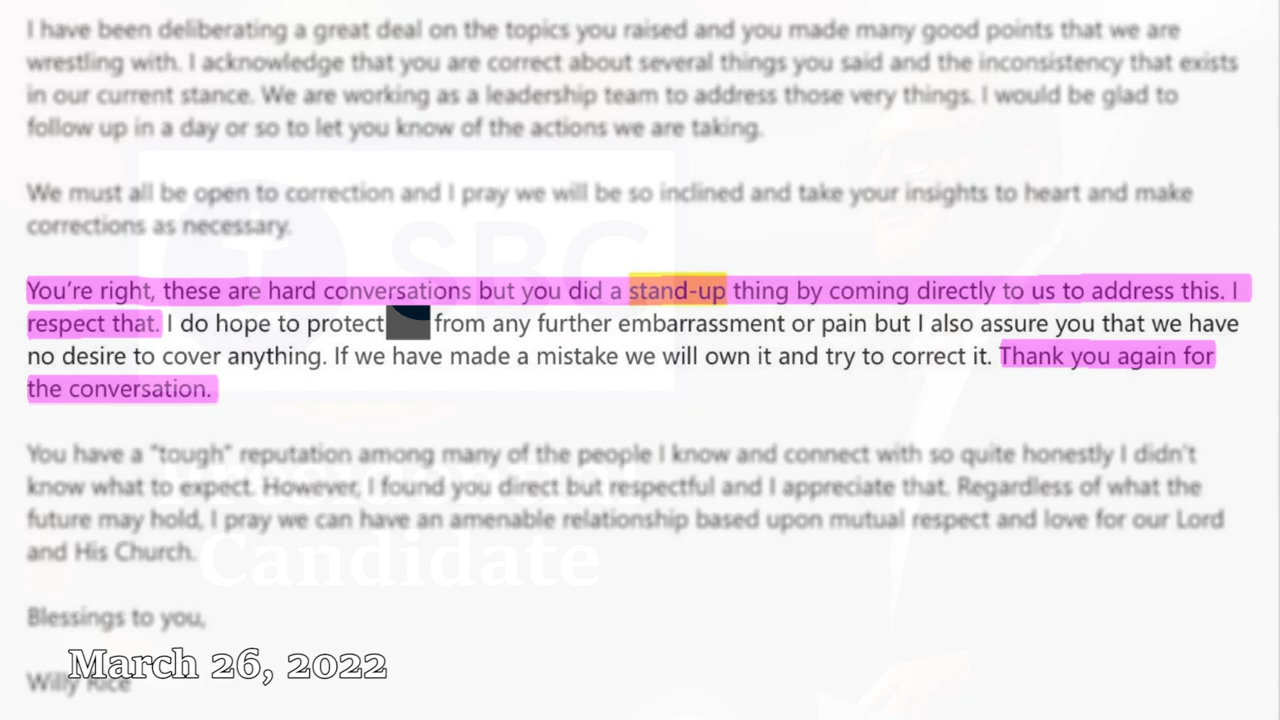 I have been deliberating a great deal on the topics you raised and you made many good points that we are
wrestling with. I acknowledge that you are correct about several things you said and the inconsistency that exists
in our current stance. We are working as a leadership team to address those very things. I would be glad to
follow up in a day or so to let you know of the actions we are taking.
We must all be open to correction and I pray we will be so inclined and take your insights to heart and make
corrections as necessary.
SBC
You're right, these are hard conversations but you did a stand-up thing by coming directly to us to address this. I
respect that. I do hope to protect from any further embarrassment or pain but I also assure you that we have
no desire to cover anything. If we have made a mistake we will own it and try to correct it. Thank you again for
the conversation.
You have a "tough" reputation among many of the people I know and connect with so quite honestly I didn't
know what to expect. However, I found you direct but respectful and I appreciate that. Regardless of what the
future may hold, I pray we can have an amenable relationship based upon mutual respect and love for our Lord
and His Church.
Candidate
Blessings to you,
March 26, 2022
Willy Rice